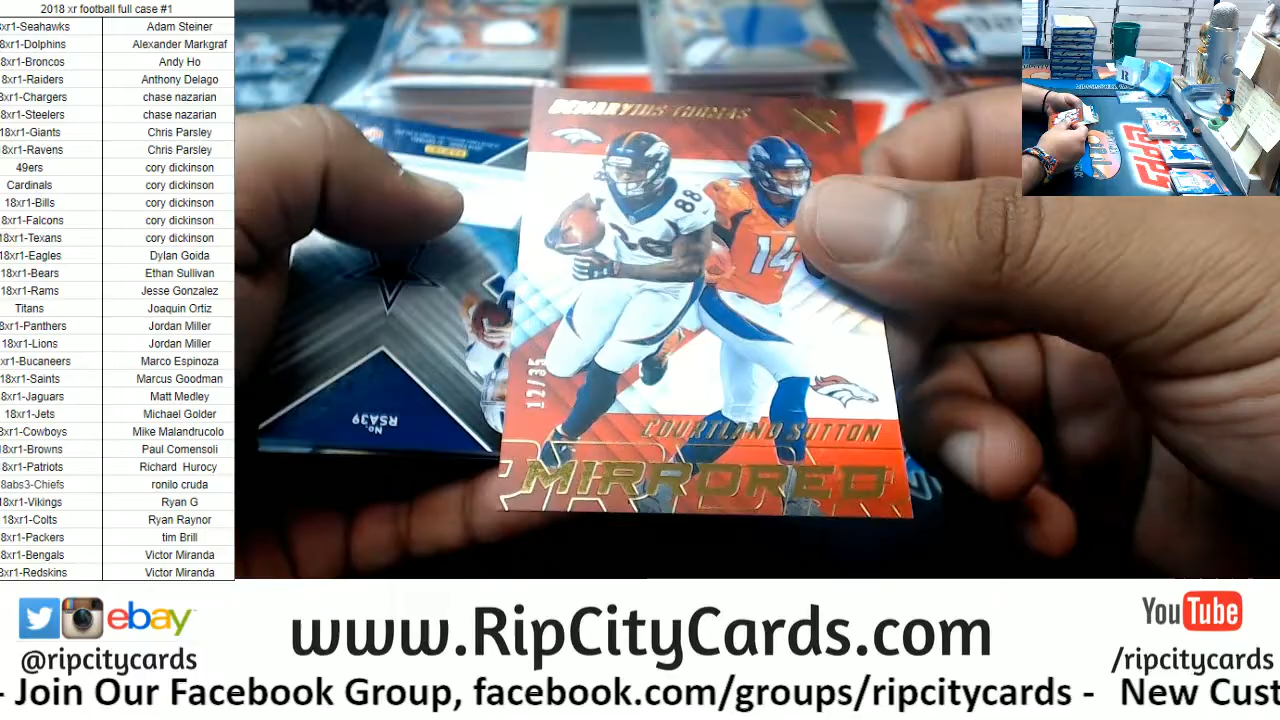 2018 xr football full case #1
xr1-Seahawks Adam Steiner
8xr1-Dolphins Alexander Markgraf
8xr1-Broncos Andy Ho
8xr1-Raiders Anthony Delago
8xr1-Chargers chase nazarian
8xr1-Steelers chase nazarian
18xr1-Giants Chris Parsley
18xr1-Ravens Chris Parsley
49ers cory dickinson
Cardinals cory dickinson
18xr1-Bills cory dickinson
8xr1-Falcons cory dickinson
18xr1-Texans cory dickinson
18xr1-Eagles Dylan Goida
18xr1-Bears Ethan Sullivan
18xr1-Rams Jesse Gonzalez
Titans Joaquin Ortiz
8xr1-Panthers Jordan Miller
18xr1-Lions Jordan Miller
xr1-Bucaneers Marco Espinoza
18xr1-Saints Marcus Goodman
8xr1-Jaguars Matt Medley
18xr1-Jets Michael Golder
8xr1-Cowboys Mike Malandrucolo
18xr1-Browns Paul Comensoli
8xr1-Patriots Richard Hurocy
8abs3-Chiefs ronilo cruda
18xr1-Vikings Ryan G
18xr1-Colts Ryan Raynor
18xr1-Packers tim Brill
8xr1-Bengals Victor Miranda
8xr1-Redskins Victor Miranda
DEMARYIUS THOMAS
XR
88
14
12/35
COURTLAND SUTTON
MIRRORED
No.
RSA39
TOPPS
ebay
@ripcitycards
www.RipCityCards.com
YouTube
/ripcitycards
- Join Our Facebook Group, facebook.com/groups/ripcitycards - New Cust